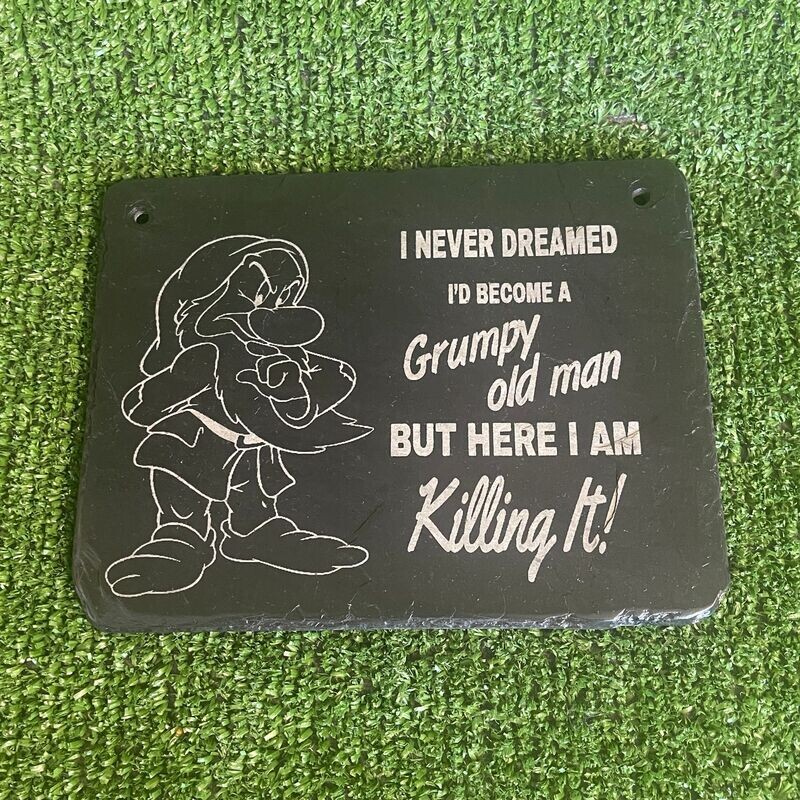 I NEVER DREAMED
I'D BECOME A
Grumpy
old man
BUT HERE I AM
Killing It!